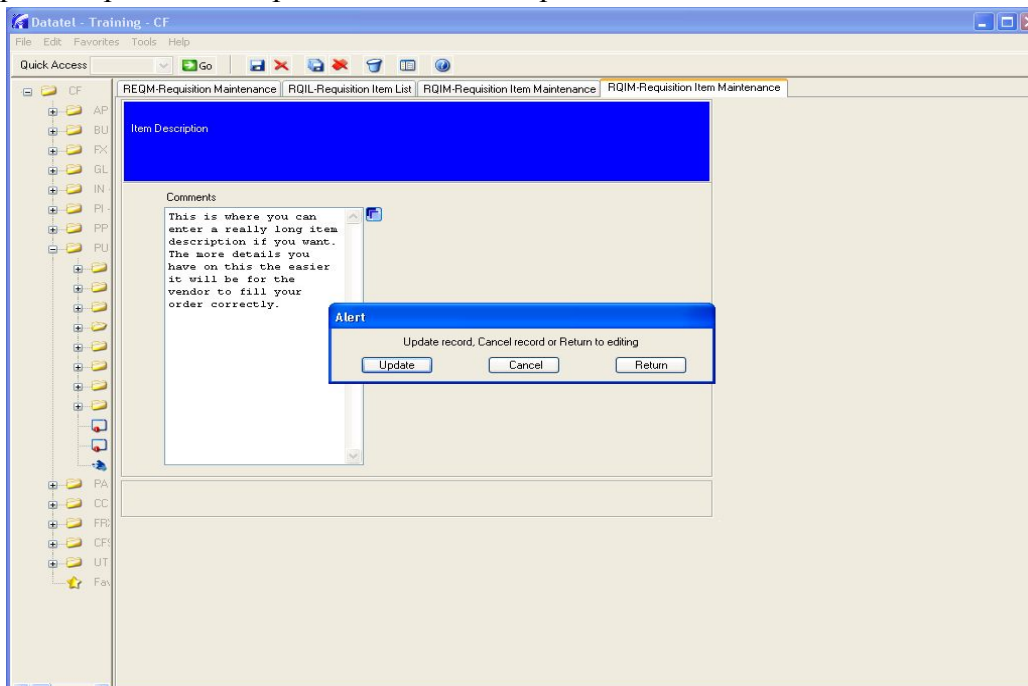 Datatel - Training - CF
File Edit Favorites Tools Help
Quick Access Go
CF
REQM-Requisition Maintenance RQIL-Requisition Item List RQIM-Requisition Item Maintenance RQIM-Requisition Item Maintenance
AP
BU
FX
GL
IN -
PI -
PP
PU
Item Description
Comments
This is where you can
enter a really long item
description if you want.
The more details you
have on this the easier
it will be for the
vendor to fill your
order correctly.
Alert
Update record, Cancel record or Return to editing
Update Cancel Return
PA
CC
FRX
CFS
UT
Fav